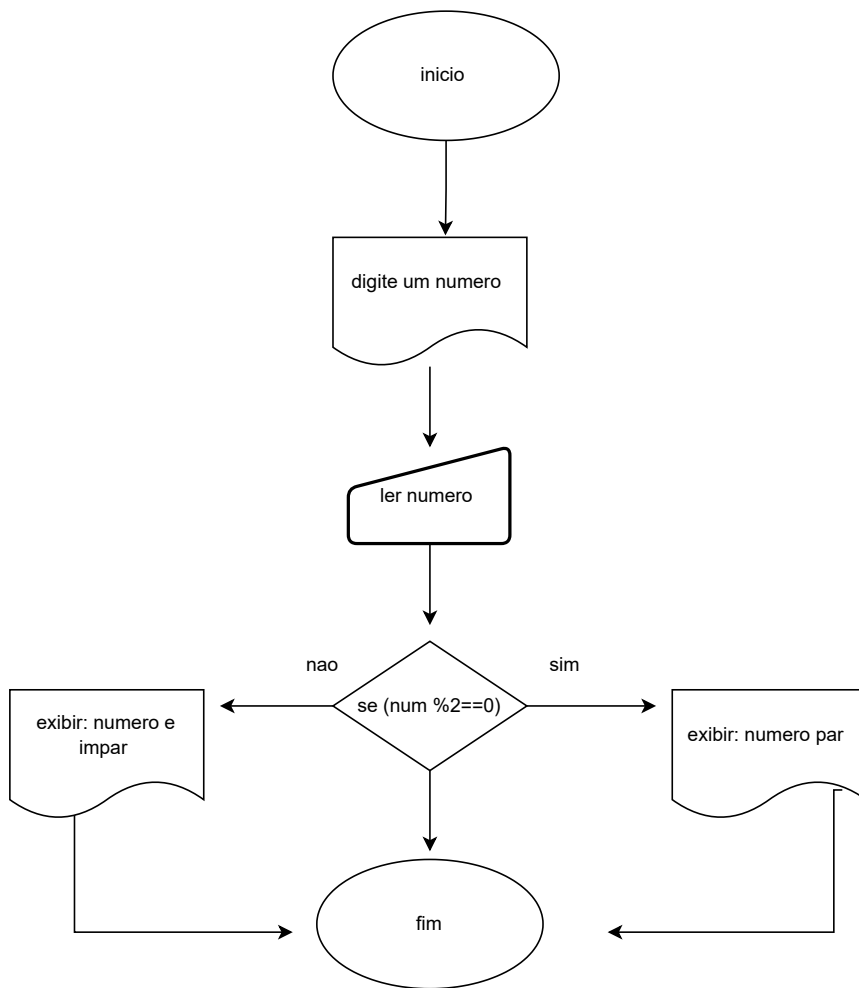 inicio
digite um numero
ler numero
nao
sim
se (num %2==0)
exibir: numero e
impar
exibir: numero par
fim